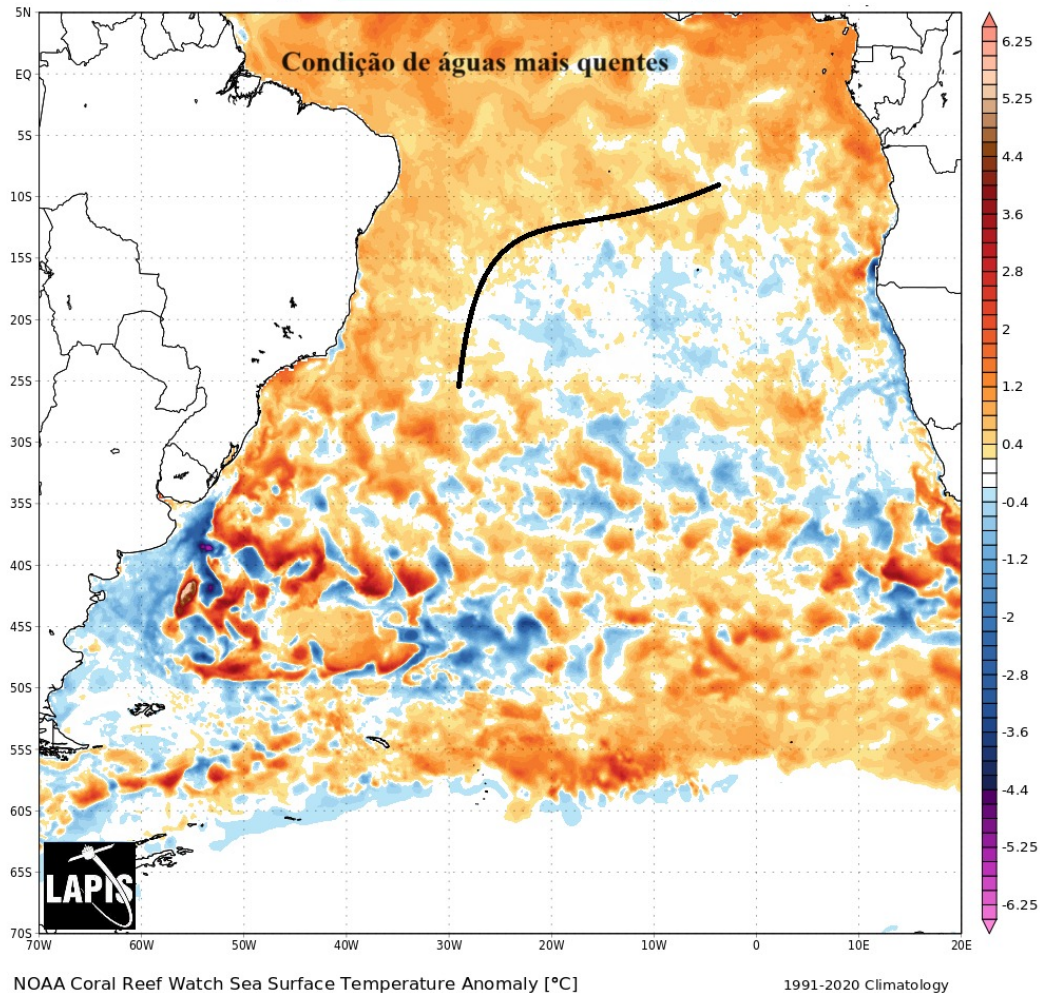 Condição de águas mais quentes
5N
EQ
5S
10S
15S
20S
25S
30S
35S
40S
45S
50S
55S
60S
65S
70S
70W
60W
50W
40W
30W
20W
10W
0
10E
20E
6.25
5.25
4.4
3.6
2.8
2
1.2
0.4
-0.4
-1.2
-2
-2.8
-3.6
-4.4
-5.25
-6.25
LAPIS
NOAA Coral Reef Watch Sea Surface Temperature Anomaly [°C]
1991-2020 Climatology